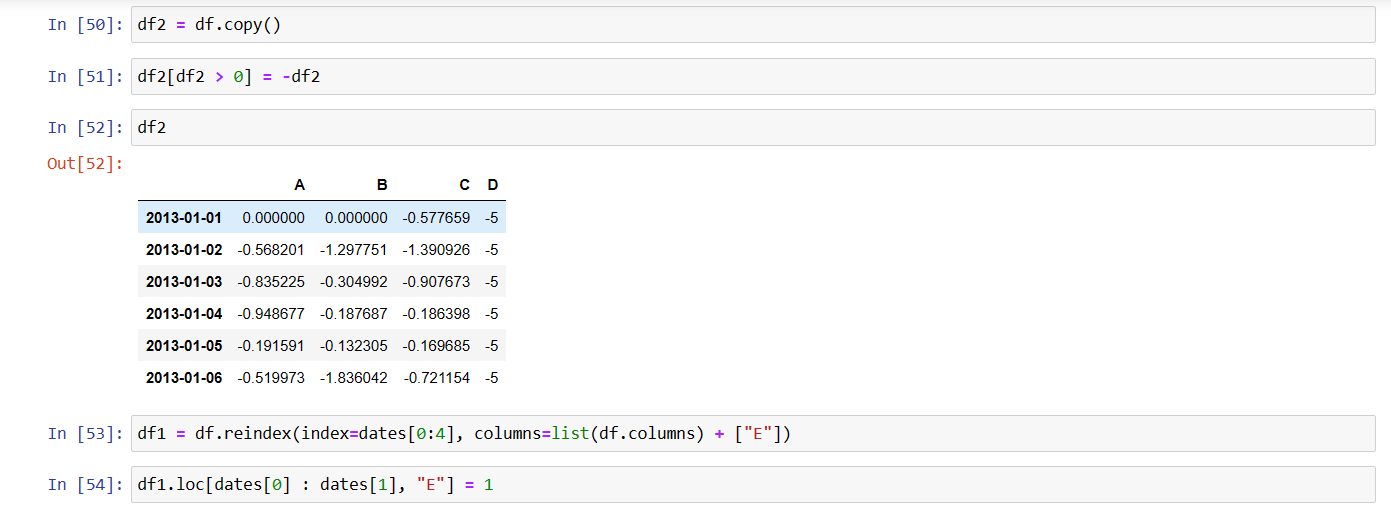 In [50]: df2 = df.copy()
In [51]: df2[df2 > 0] = -df2
In [52]: df2
Out[52]:
A B C D
2013-01-01 0.000000 0.000000 -0.577659 -5
2013-01-02 -0.568201 -1.297751 -1.390926 -5
2013-01-03 -0.835225 -0.304992 -0.907673 -5
2013-01-04 -0.948677 -0.187687 -0.186398 -5
2013-01-05 -0.191591 -0.132305 -0.169685 -5
2013-01-06 -0.519973 -1.836042 -0.721154 -5
In [53]: df1 = df.reindex(index=dates[0:4], columns=list(df.columns) + ["E"])
In [54]: df1.loc[dates[0] : dates[1], "E"] = 1